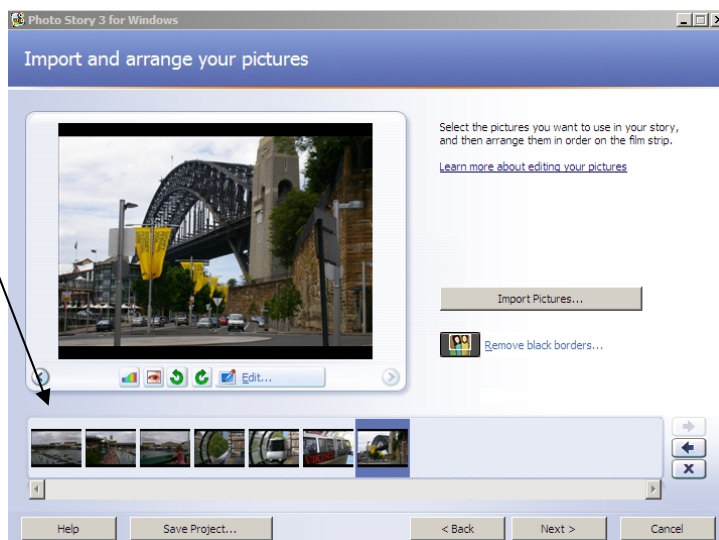 Photo Story 3 for Windows
Import and arrange your pictures
Select the pictures you want to use in your story,
and then arrange them in order on the film strip.
Learn more about editing your pictures
Import Pictures...
Remove black borders...
Edit...
Help
Save Project...
< Back
Next >
Cancel